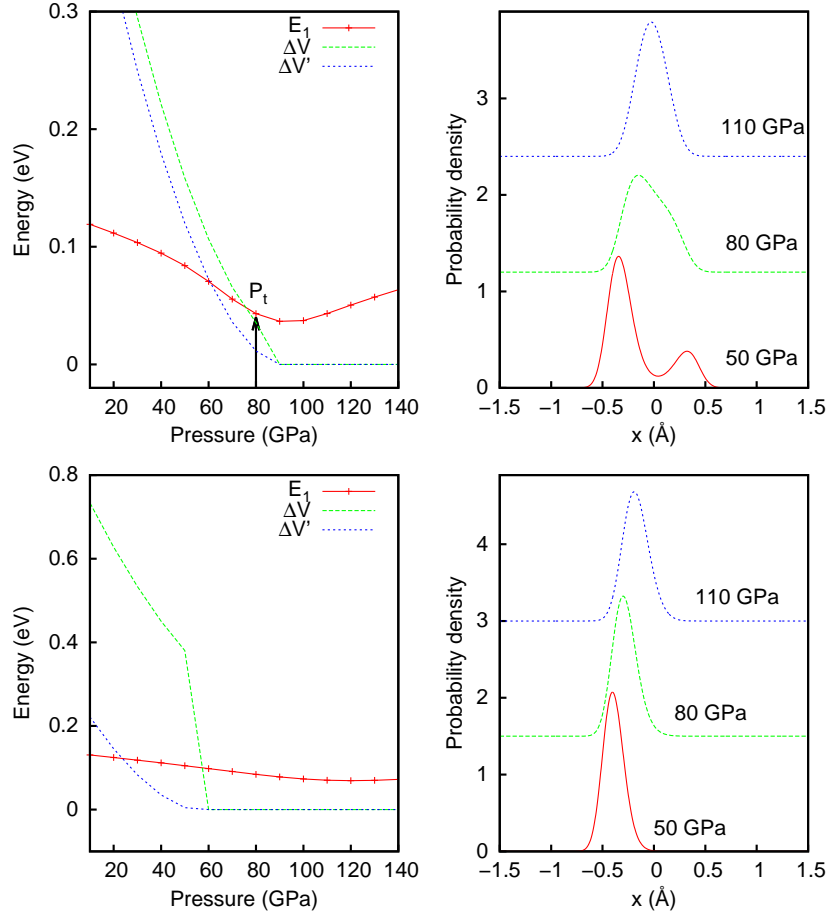 0.3
0.2
0.1
0
Energy (eV)
E1
ΔV
ΔV'
Pt
20 40 60 80 100 120 140
Pressure (GPa)
3
2
1
0
Probability density
110 GPa
80 GPa
50 GPa
−1.5 −1 −0.5 0 0.5 1 1.5
x (Å)
0.8
0.6
0.4
0.2
0
Energy (eV)
E1
ΔV
ΔV'
20 40 60 80 100 120 140
Pressure (GPa)
4
3
2
1
0
Probability density
110 GPa
80 GPa
50 GPa
−1.5 −1 −0.5 0 0.5 1 1.5
x (Å)